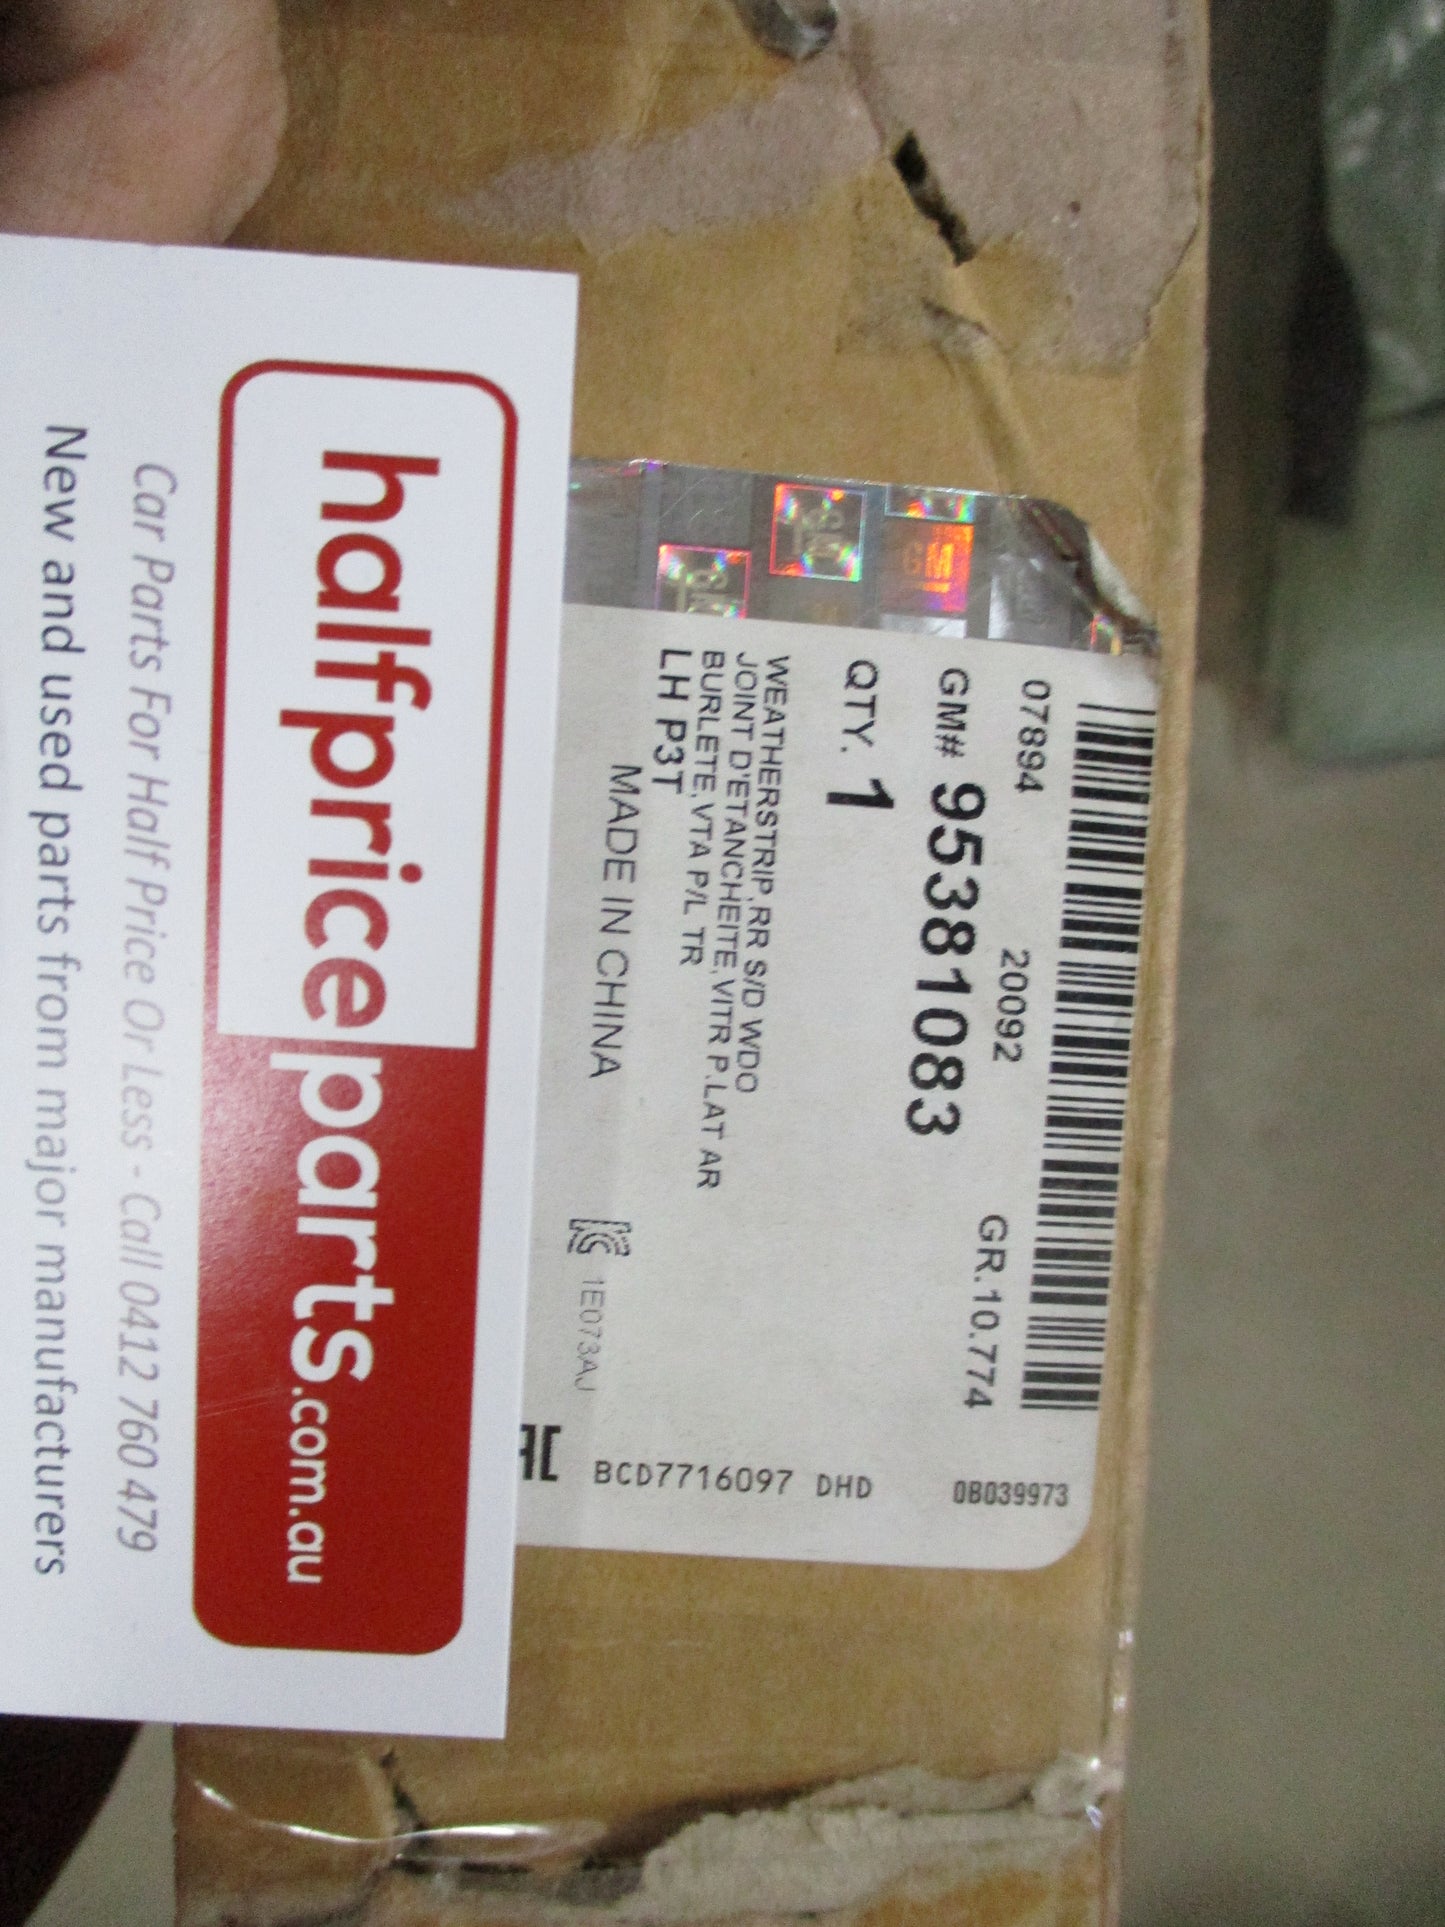 07894 20092 GR.10.774
GM# 95381083
QTY. 1
WEATHERSTRIP,RR S/D WDO
JOINT D'ETANCHEITE,VITR P.LAT AR
BURLETE,VTA P/L TR
LH P3T
MADE IN CHINA
1E073AJ
0B039973
BCD7716097 DHD
halfpriceparts.com.au
Car Parts For Half Price Or Less - Call 0412 760 479
New and used parts from major manufacturers